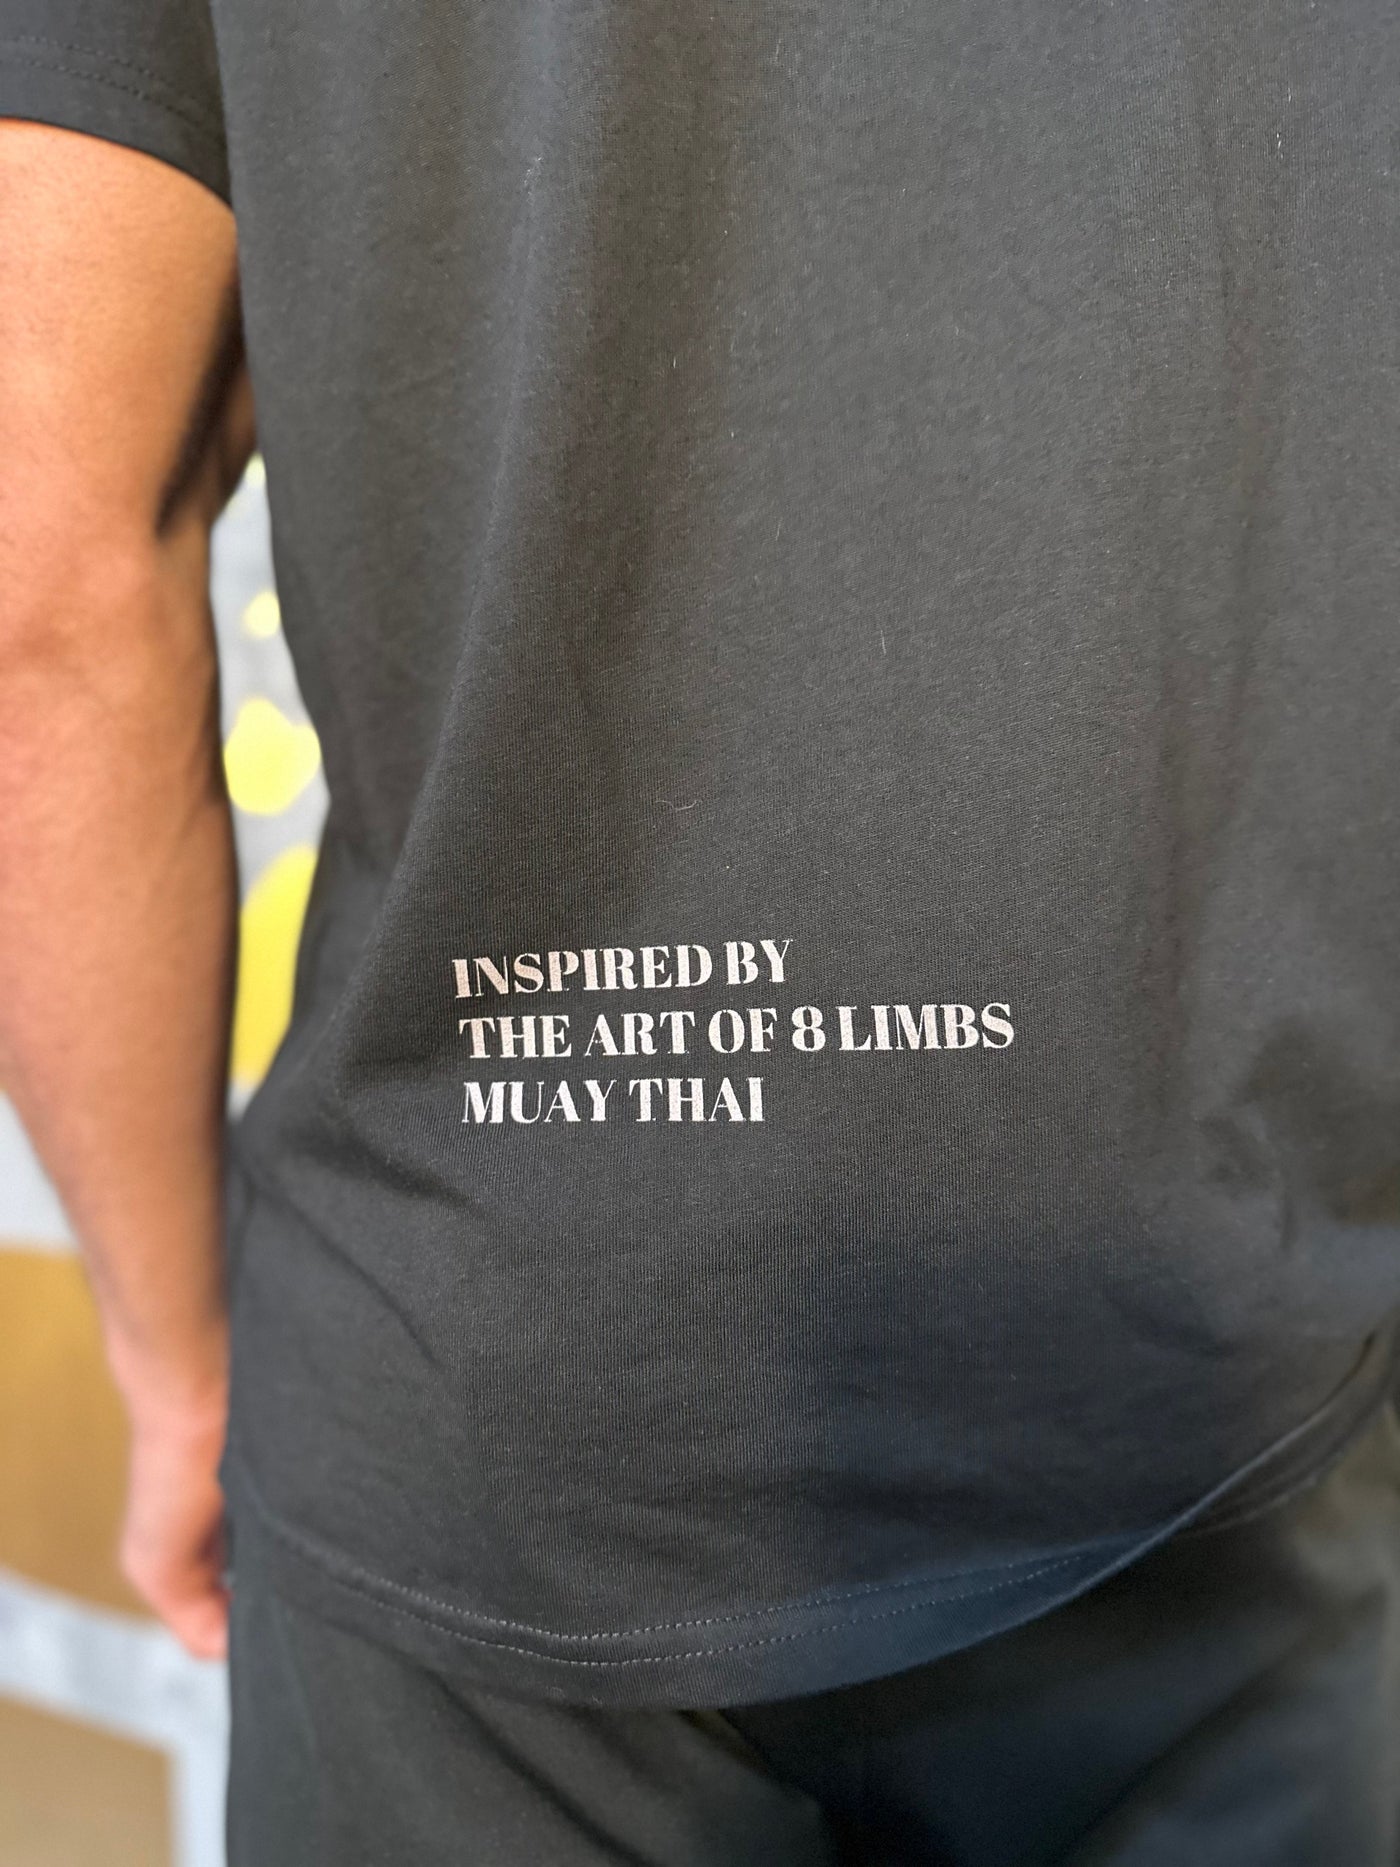 INSPIRED BY
THE ART OF 8 LIMBS
MUAY THAI